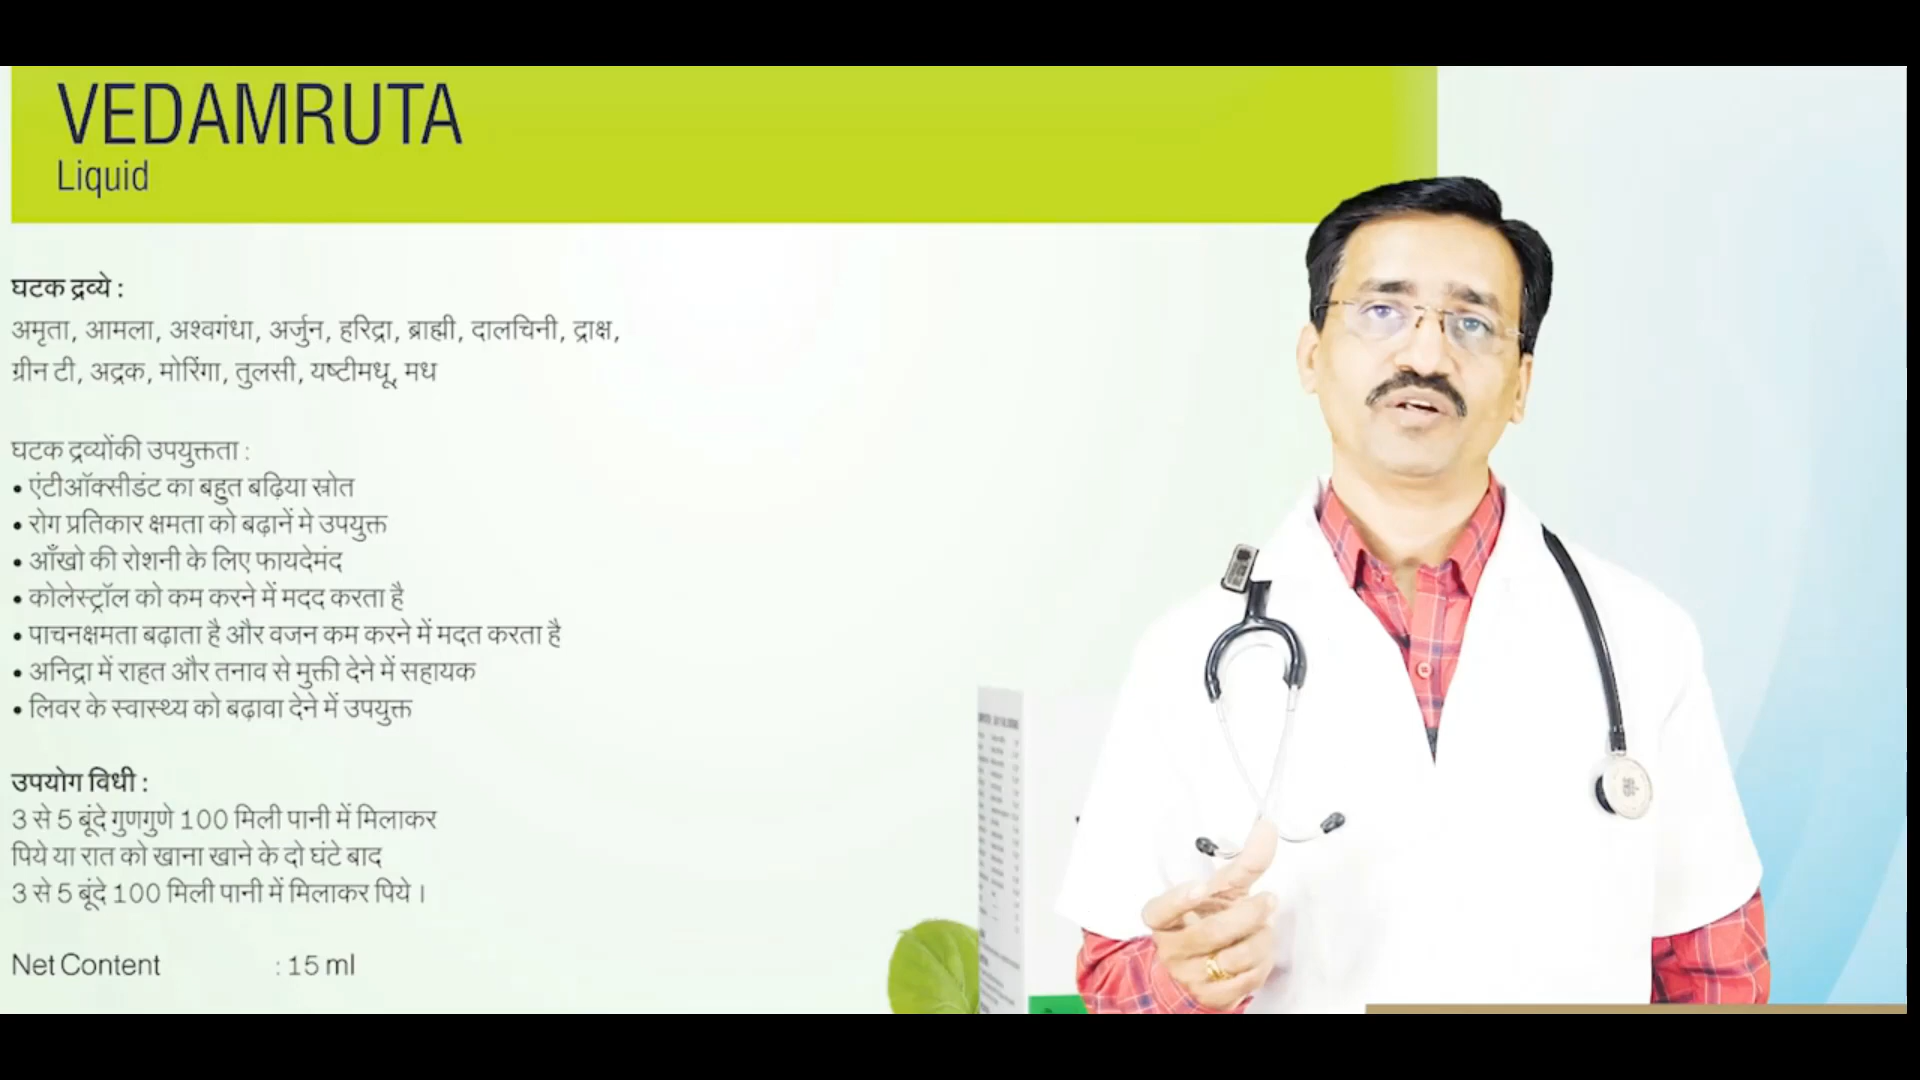 VEDAMRUTA
Liquid
घटक द्रव्ये :
अमृता, आमला, अश्वगंधा, अर्जुन, हरिद्रा, ब्राह्मी, दालचिनी, द्राक्ष,
ग्रीन टी, अद्रक, मोरिंगा, तुलसी, यष्टीमधू, मध
घटक द्रव्योंकी उपयुक्तता :
• एंटीऑक्सीडंट का बहुत बढ़िया स्रोत
• रोग प्रतिकार क्षमता को बढ़ानें मे उपयुक्त
• आँखो की रोशनी के लिए फायदेमंद
• कोलेस्ट्रॉल को कम करने में मदद करता है
• पाचनक्षमता बढ़ाता है और वजन कम करने में मदत करता है
• अनिद्रा में राहत और तनाव से मुक्ती देने में सहायक
• लिवर के स्वास्थ्य को बढ़ावा देने में उपयुक्त
उपयोग विधी :
3 से 5 बूंदे गुणगुणे 100 मिली पानी में मिलाकर
पिये या रात को खाना खाने के दो घंटे बाद
3 से 5 बूंदे 100 मिली पानी में मिलाकर पिये ।
Net Content : 15 ml